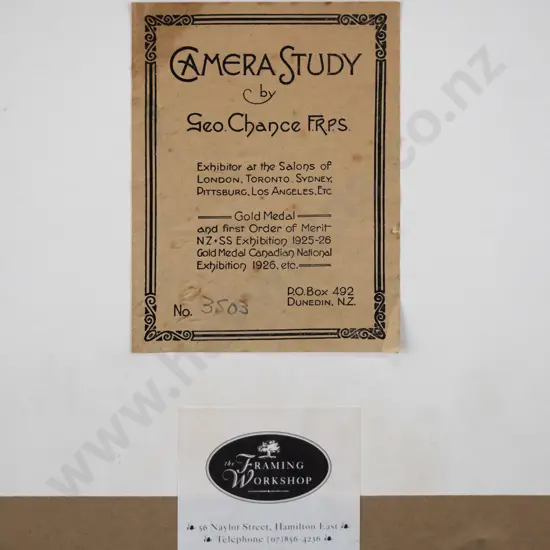 CAMERA STUDY
by
Geo. Chance F.R.P.S.
Exhibitor at the Salons of
LONDON, TORONTO. SYDNEY,
PITTSBURG, LOS ANGELES, ETC
Gold Medal
and first Order of Merit
NZ•SS Exhibition 1925-26
Gold Medal Canadian National
Exhibition 1926, etc.
P.O. Box 492
DUNEDIN, N.Z.
No. 3503
the FRAMING
WORKSHOP
56 Naylor Street, Hamilton East
Telephone (07)856-4236